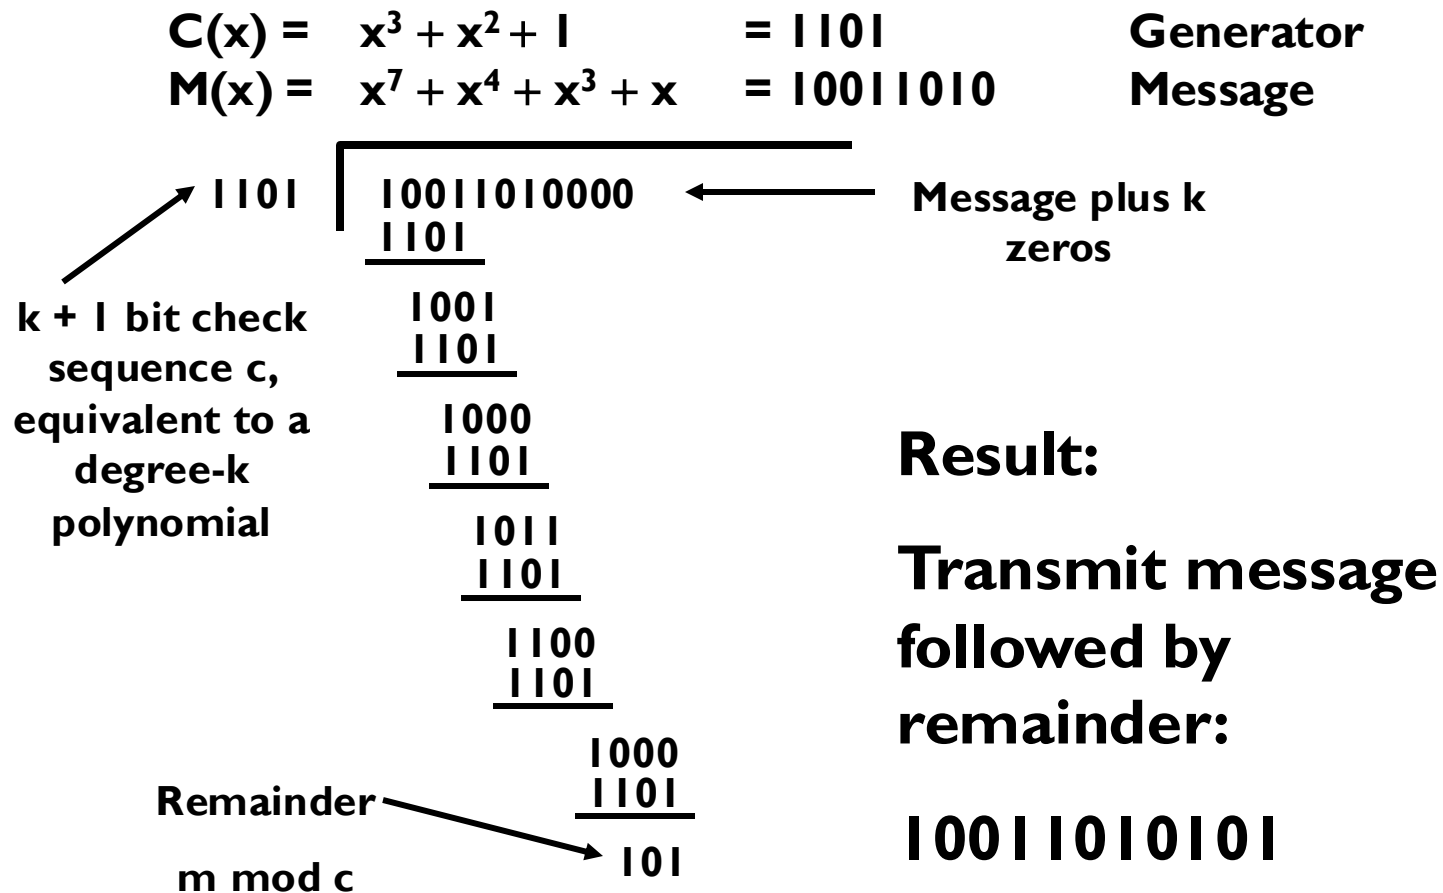 C(x) = x³ + x² + 1 = 1101 Generator
M(x) = x⁷ + x⁴ + x³ + x = 10011010 Message
1101 10011010000
1101
Message plus k
zeros
k + 1 bit check
sequence c,
equivalent to a
degree-k
polynomial
1001
1101
1000
1101
1011
1101
1100
1101
1000
1101
101
Remainder
m mod c
Result:
Transmit message
followed by
remainder:
10011010101